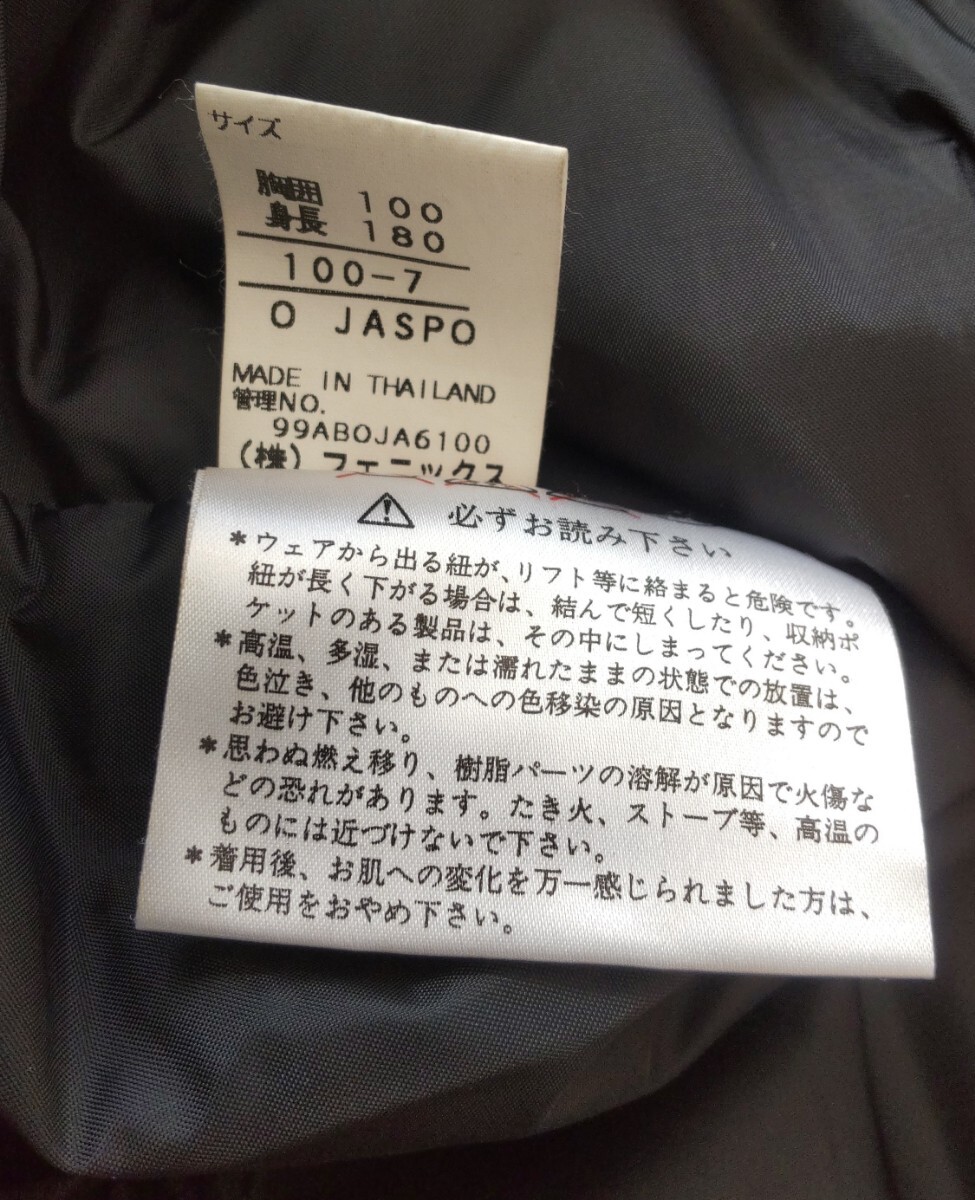 サイズ
胸囲 100
身長 180
100-7
O JASPO
MADE IN THAILAND
管理NO.
99ABOJA6100
(株)フェニックス
⚠ 必ずお読み下さい
*ウェアから出る紐が、リフト等に絡まると危険です。
紐が長く下がる場合は、結んで短くしたり、収納ポ
ケットのある製品は、その中にしまってください。
*高温、多湿、または濡れたままの状態での放置は、
色泣き、他のものへの色移染の原因となりますので
お避け下さい。
*思わぬ燃え移り、樹脂パーツの溶解が原因で火傷な
どの恐れがあります。たき火、ストーブ等、高温の
ものには近づけないで下さい。
*着用後、お肌への変化を万一感じられました方は、
ご使用をおやめ下さい。